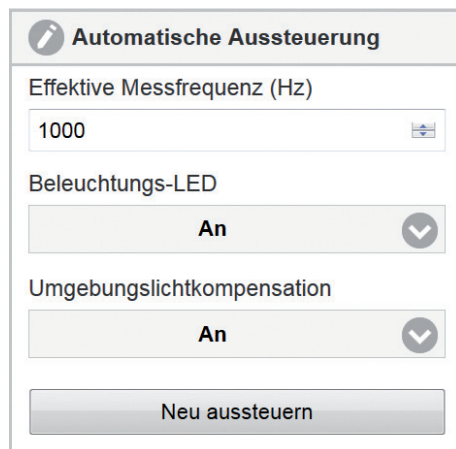 Automatische Aussteuerung
Effektive Messfrequenz (Hz)
1000
Beleuchtungs-LED
An
Umgebungslichtkompensation
An
Neu aussteuern